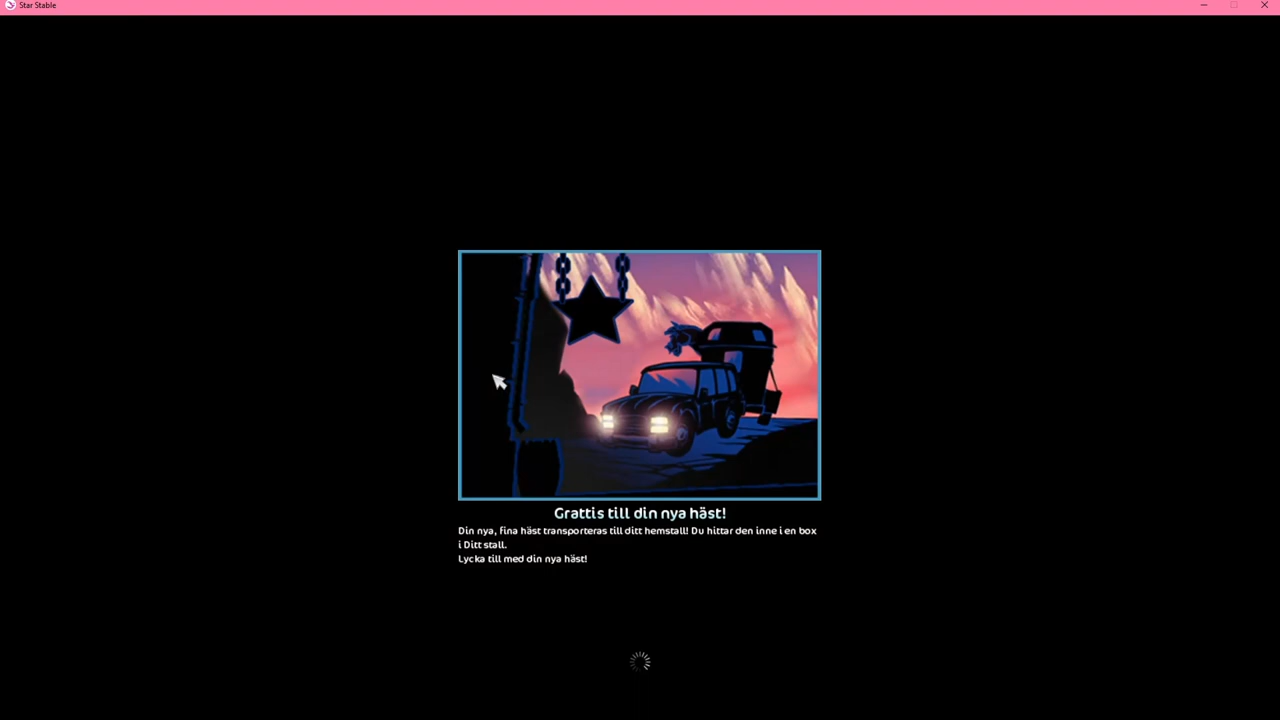 Star Stable
Grattis till din nya häst!
Din nya, fina häst transporteras till ditt hemstall! Du hittar den inne i en box
i Ditt stall.
Lycka till med din nya häst!